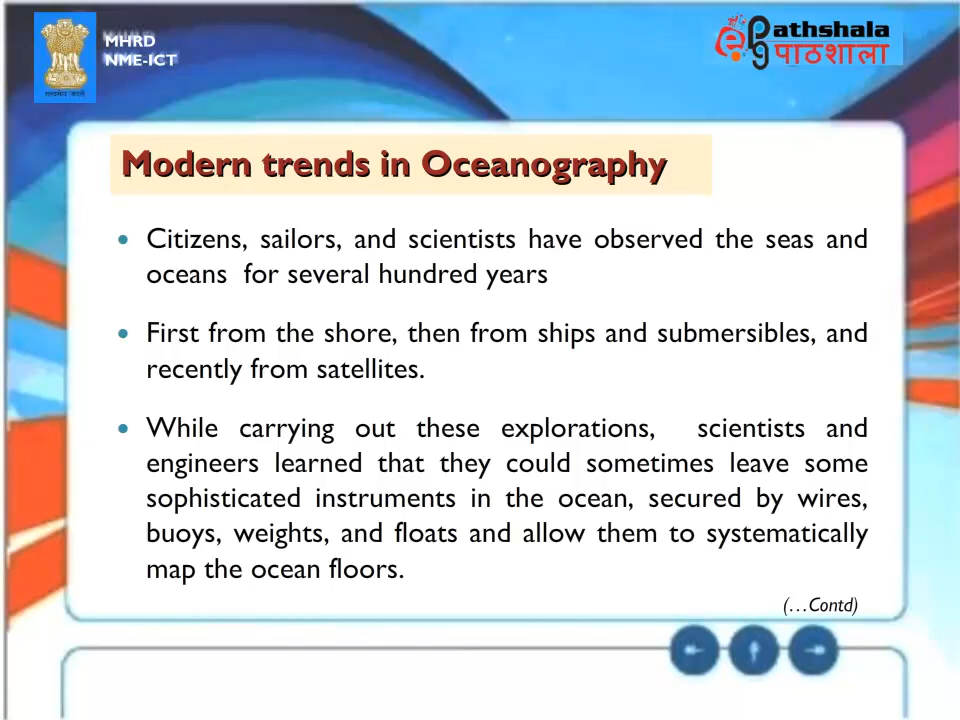 MHRD
NME-ICT
ePathshala
पाठशाला
Modern trends in Oceanography
Citizens, sailors, and scientists have observed the seas and
oceans for several hundred years
First from the shore, then from ships and submersibles, and
recently from satellites.
While carrying out these explorations, scientists and
engineers learned that they could sometimes leave some
sophisticated instruments in the ocean, secured by wires,
buoys, weights, and floats and allow them to systematically
map the ocean floors.
(...Contd)